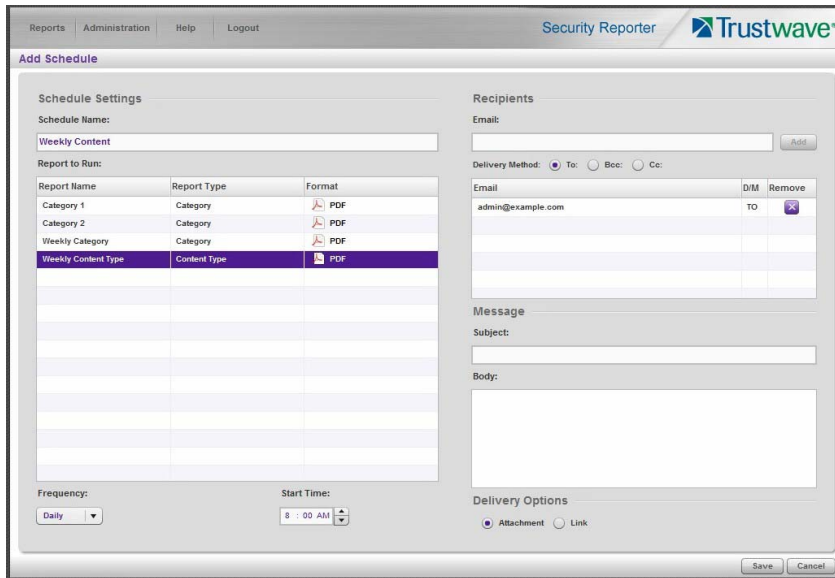 Reports Administration Help Logout
Security Reporter Trustwave®
Add Schedule
Schedule Settings
Schedule Name:
Weekly Content
Report to Run:
Report Name Report Type Format
Category 1 Category PDF
Category 2 Category PDF
Weekly Category Category PDF
Weekly Content Type Content Type PDF
Frequency: Start Time:
Daily 8 : 00 AM
Recipients
Email:
Add
Delivery Method: To: Bcc: Cc:
Email D/M Remove
admin@example.com TO
Message
Subject:
Body:
Delivery Options
Attachment Link
Save Cancel